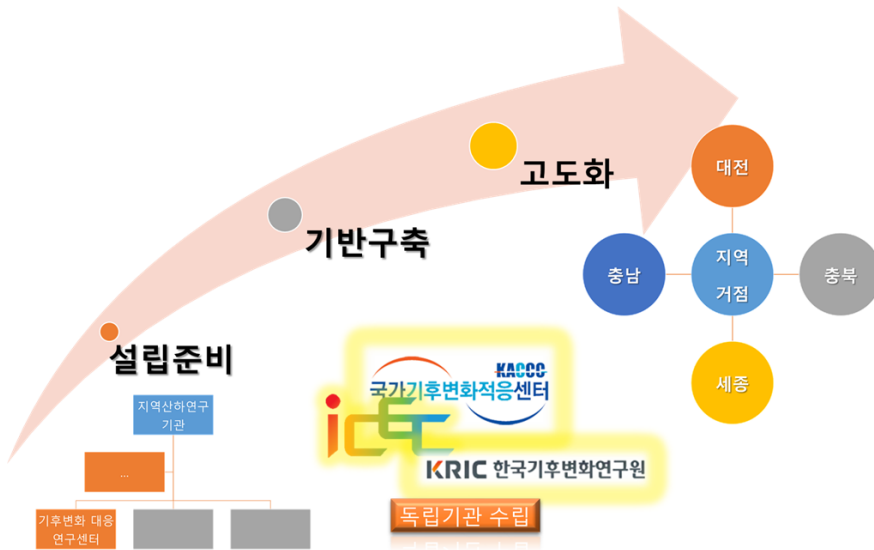 고도화
기반구축
설립준비
대전
충남
지역
거점
충북
세종
지역산하연구
기관
...
기후변화 대응
연구센터
KACCC
국가기후변화적응센터
icEC
KRIC 한국기후변화연구원
독립기관 수립